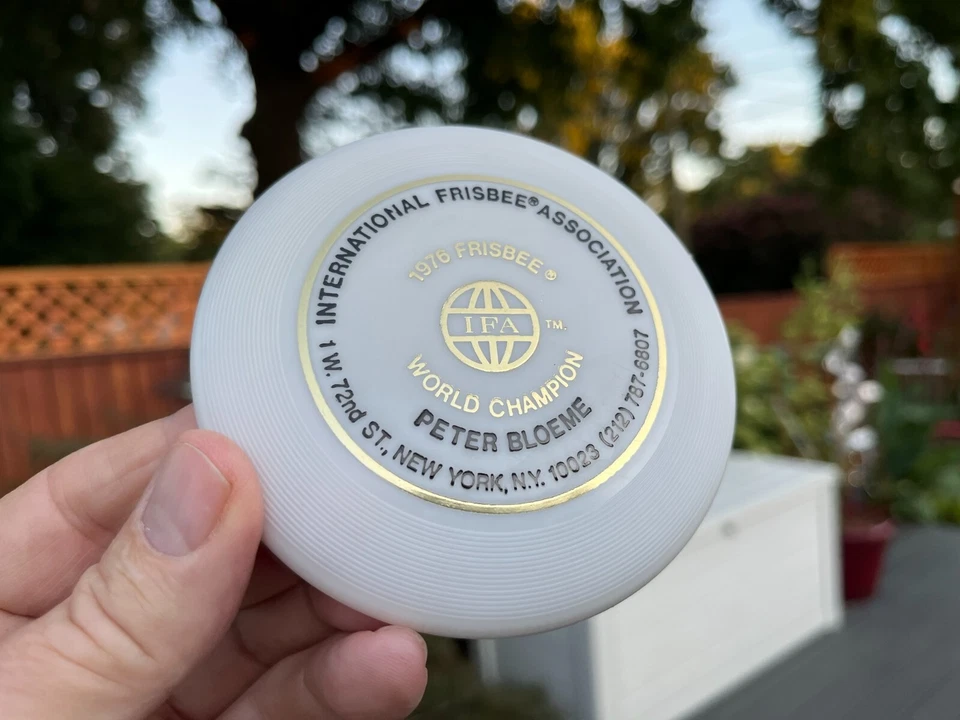 INTERNATIONAL FRISBEE® ASSOCIATION
1976 FRISBEE®
IFA TM.
WORLD CHAMPION
PETER BLOEME
1 W. 72nd ST., NEW YORK, N.Y. 10023 (212) 787-6807